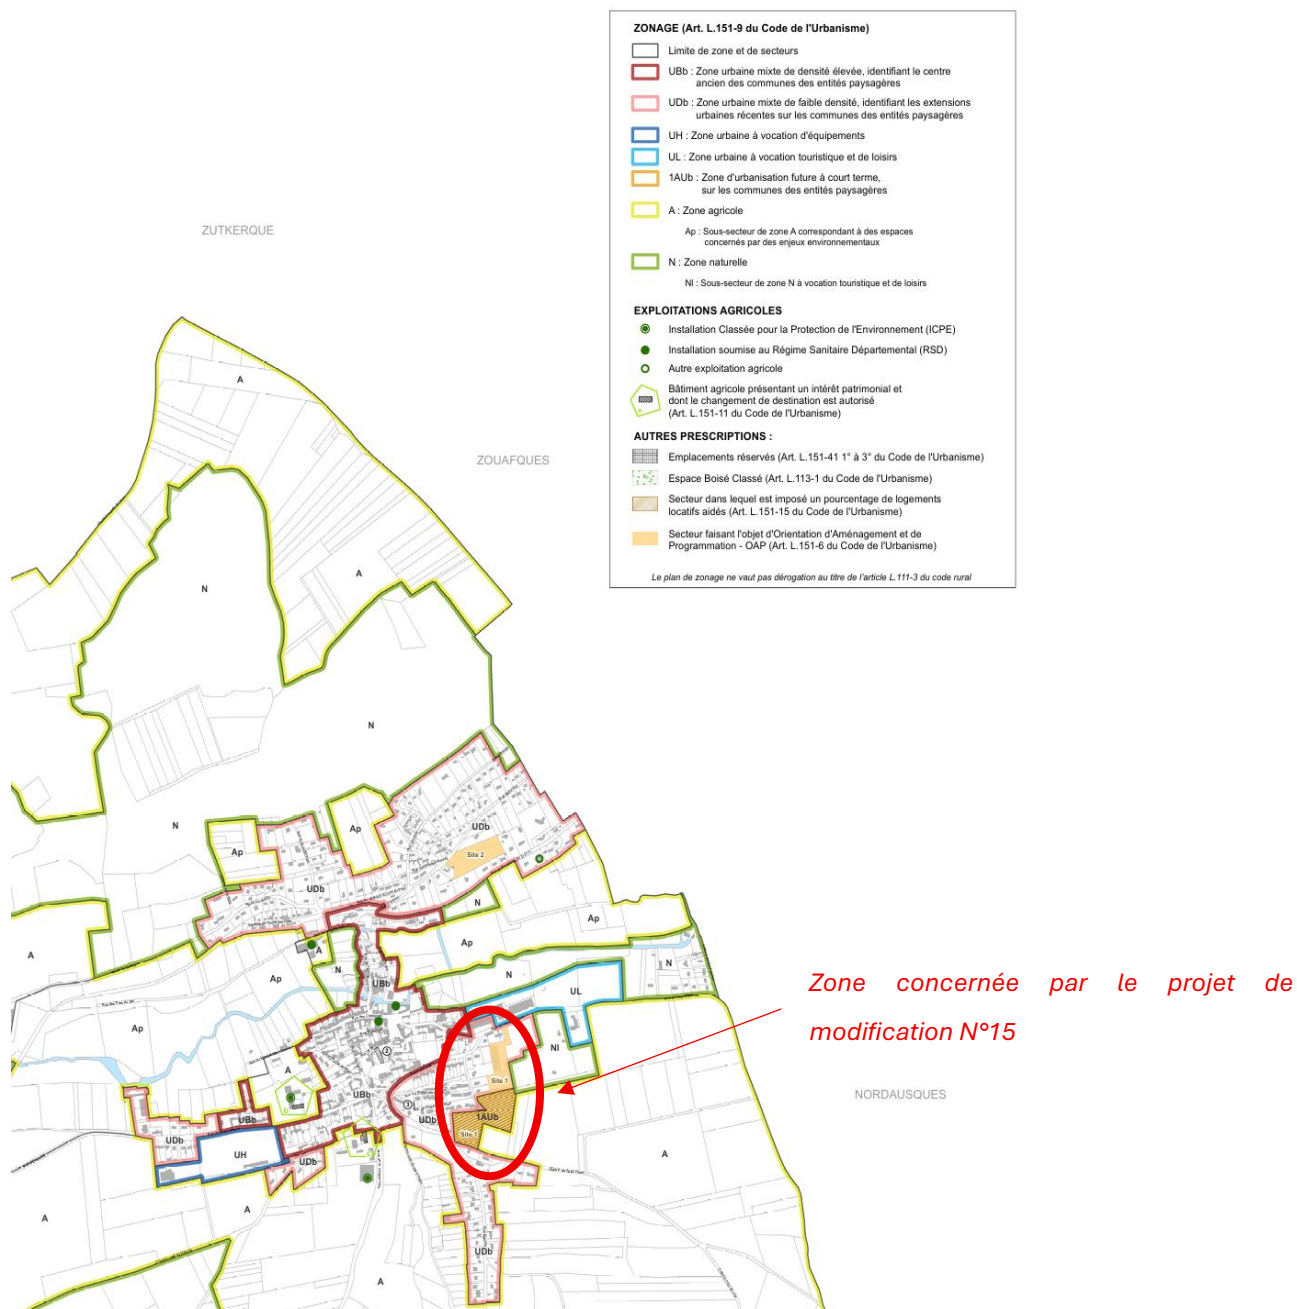 ZONAGE (Art. L.151-9 du Code de l'Urbanisme)
Limite de zone et de secteurs
UBb : Zone urbaine mixte de densité élevée, identifiant le centre
ancien des communes des entités paysagères
UDb : Zone urbaine mixte de faible densité, identifiant les extensions
urbaines récentes sur les communes des entités paysagères
UH : Zone urbaine à vocation d'équipements
UL : Zone urbaine à vocation touristique et de loisirs
1AUb : Zone d'urbanisation future à court terme,
sur les communes des entités paysagères
A : Zone agricole
Ap : Sous-secteur de zone A correspondant à des espaces
concernés par des enjeux environnementaux
N : Zone naturelle
Nl : Sous-secteur de zone N à vocation touristique et de loisirs
EXPLOITATIONS AGRICOLES
Installation Classée pour la Protection de l'Environnement (ICPE)
Installation soumise au Régime Sanitaire Départemental (RSD)
Autre exploitation agricole
Bâtiment agricole présentant un intérêt patrimonial et
dont le changement de destination est autorisé
(Art. L.151-11 du Code de l'Urbanisme)
AUTRES PRESCRIPTIONS :
Emplacements réservés (Art. L.151-41 1° à 3° du Code de l'Urbanisme)
Espace Boisé Classé (Art. L.113-1 du Code de l'Urbanisme)
Secteur dans lequel est imposé un pourcentage de logements
locatifs aidés (Art. L.151-15 du Code de l'Urbanisme)
Secteur faisant l'objet d'Orientation d'Aménagement et de
Programmation - OAP (Art. L.151-6 du Code de l'Urbanisme)
Le plan de zonage ne vaut pas dérogation au titre de l'article L.111-3 du code rural
ZUTKERQUE
A
ZOUAFQUES
A
N
N
N
Ap
UDb
Ap
Site 2
UDb
N
Ap
A
A
Ap
N
N
Ap
N
UBb
UL
Ap
Zone concernée par le projet de
modification N°15
2
Nl
A
Site 1
NORDAUSQUES
UBb
3
UBb
UDb
1AUb
Site 1
UDb
UH
UDb
A
A
A
UDb
A